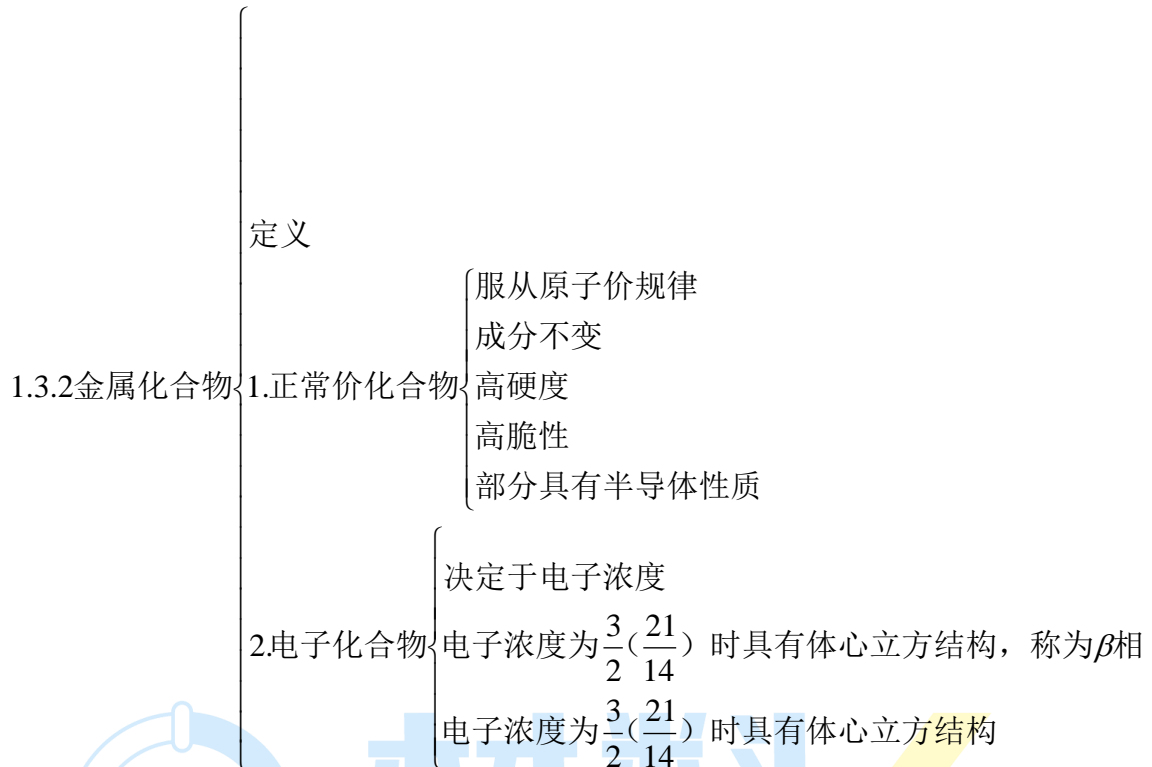 定义
1.3.2金属化合物
1.正常价化合物
服从原子价规律
成分不变
高硬度
高脆性
部分具有半导体性质
2.电子化合物
决定于电子浓度
电子浓度为3/2(21/14）时具有体心立方结构，称为β相
电子浓度为3/2(21/14）时具有体心立方结构